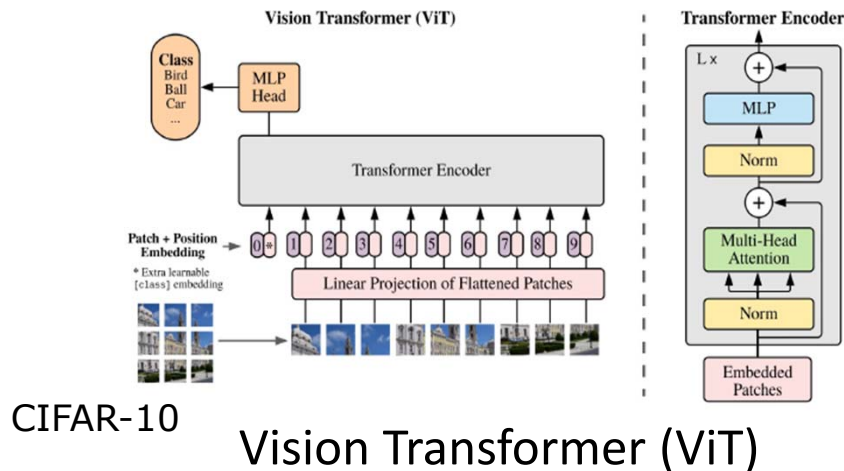 Vision Transformer (ViT)
Class
Bird
Ball
Car
...
MLP
Head
Transformer Encoder
Patch + Position
Embedding
* Extra learnable
[class] embedding
0 * 1 2 3 4 5 6 7 8 9
Linear Projection of Flattened Patches
Transformer Encoder
L x
+
MLP
Norm
+
Multi-Head
Attention
Norm
Embedded
Patches
CIFAR-10
Vision Transformer (ViT)